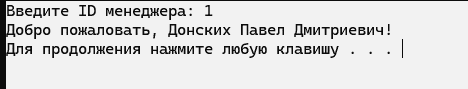 Введите ID менеджера: 1
Добро пожаловать, Донских Павел Дмитриевич!
Для продолжения нажмите любую клавишу . . .